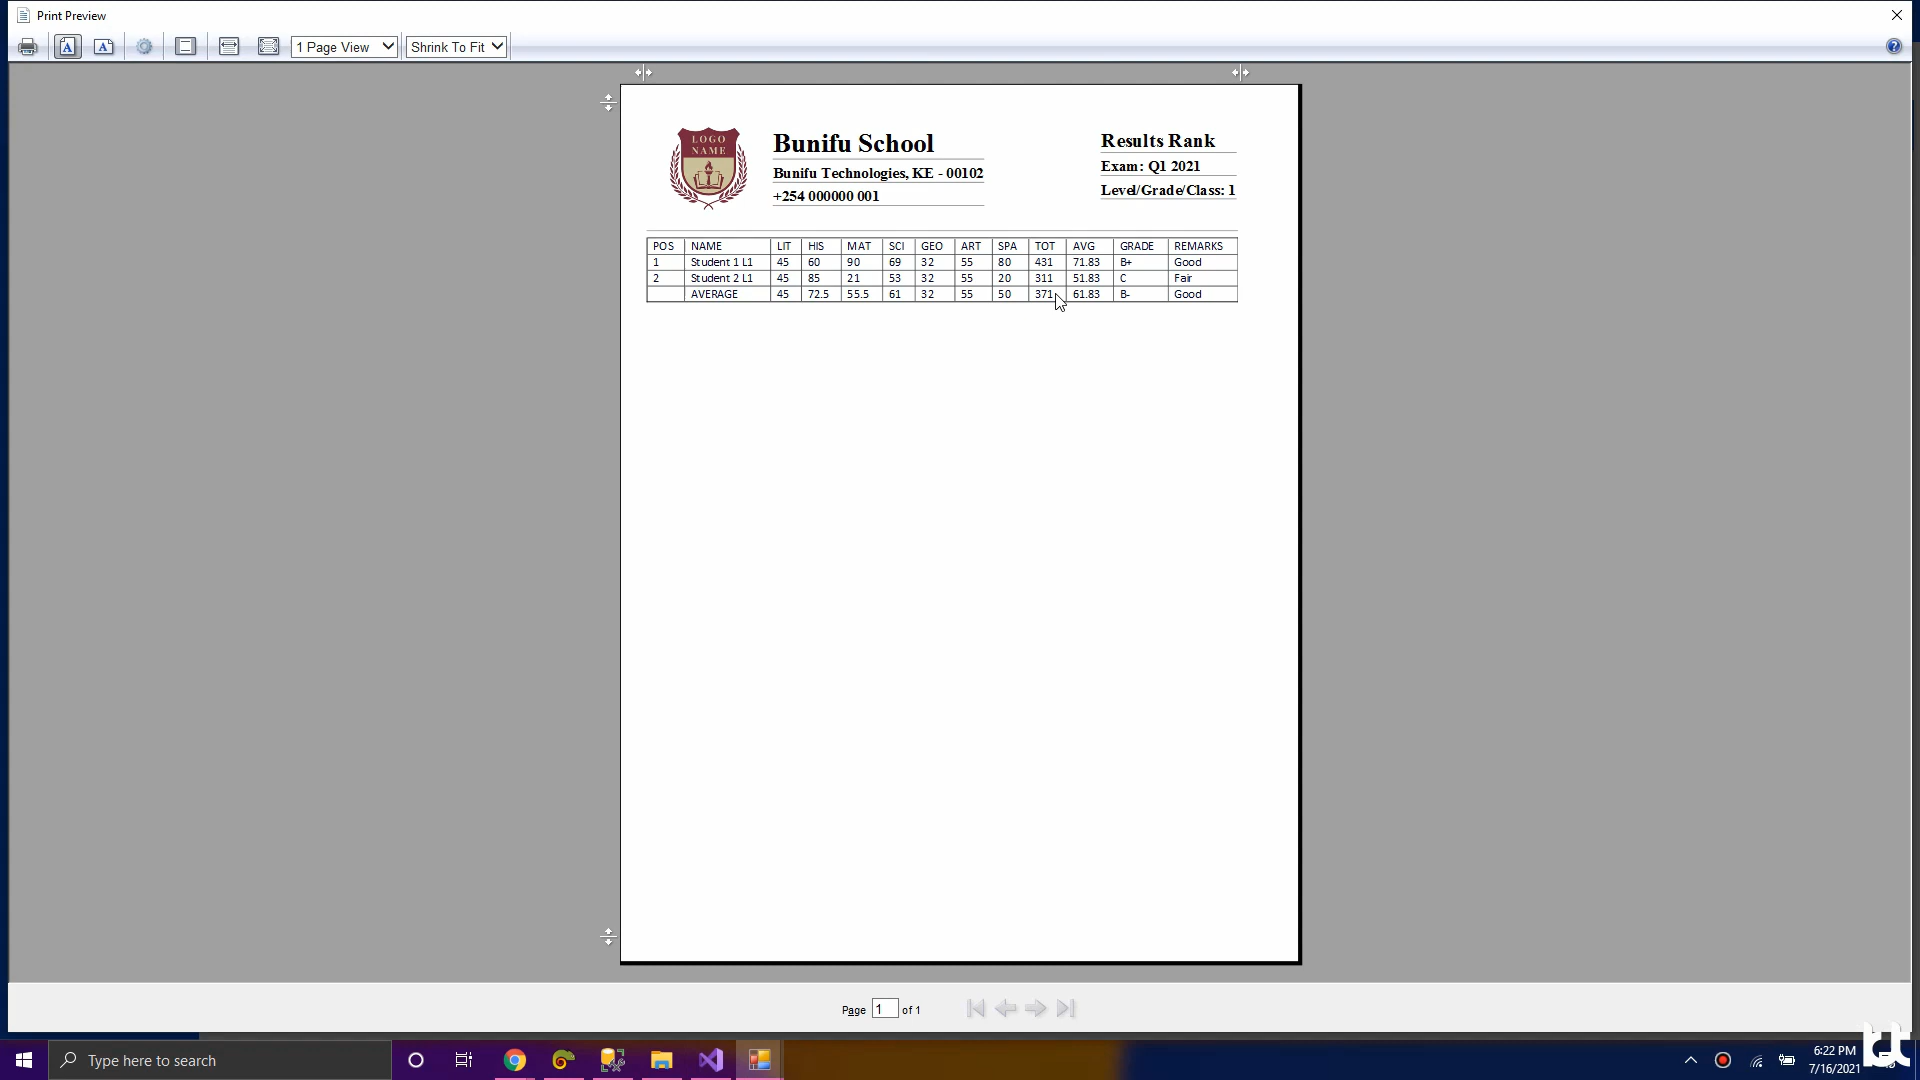 Print Preview
1 Page View
Shrink To Fit
LOGO
NAME
Bunifu School
Bunifu Technologies, KE - 00102
+254 000000 001
Results Rank
Exam: Q1 2021
Level/Grade/Class: 1
POS NAME LIT HIS MAT SCI GEO ART SPA TOT AVG GRADE REMARKS
1 Student 1 L1 45 60 90 69 32 55 80 431 71.83 B+ Good
2 Student 2 L1 45 85 21 53 32 55 20 311 51.83 C Fair
AVERAGE 45 72.5 55.5 61 32 55 50 371 61.83 B- Good
Page 1 of 1
Type here to search
6:22 PM
7/16/2021